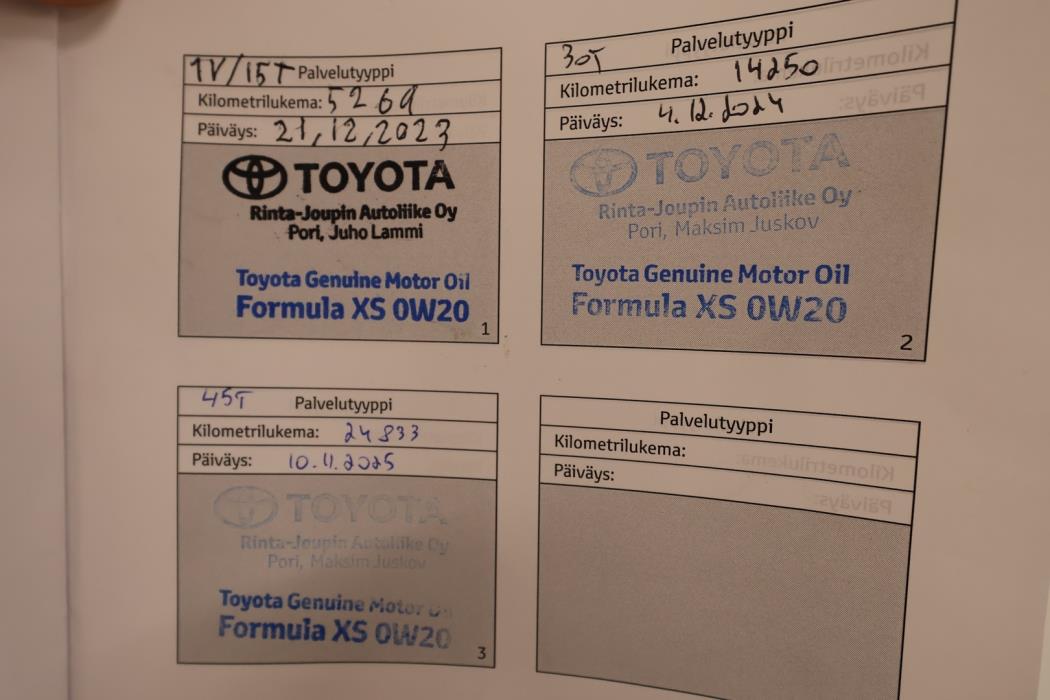 1V/15T Palvelutyyppi
Kilometrilukema: 5269
Päiväys: 21,12,2023
TOYOTA
Rinta-Joupin Autoliike Oy
Pori, Juho Lammi
Toyota Genuine Motor Oil
Formula XS 0W20
1
30T Palvelutyyppi
Kilometrilukema: 14250
Päiväys: 4.12.2024
TOYOTA
Rinta-Joupin Autoliike Oy
Pori, Maksim Juskov
Toyota Genuine Motor Oil
Formula XS 0W20
2
45T Palvelutyyppi
Kilometrilukema: 24833
Päiväys: 10.11.2025
TOYOTA
Rinta-Joupin Autoliike Oy
Pori, Maksim Juskov
Toyota Genuine Motor Oil
Formula XS 0W20
3
Palvelutyyppi
Kilometrilukema:
Päiväys: